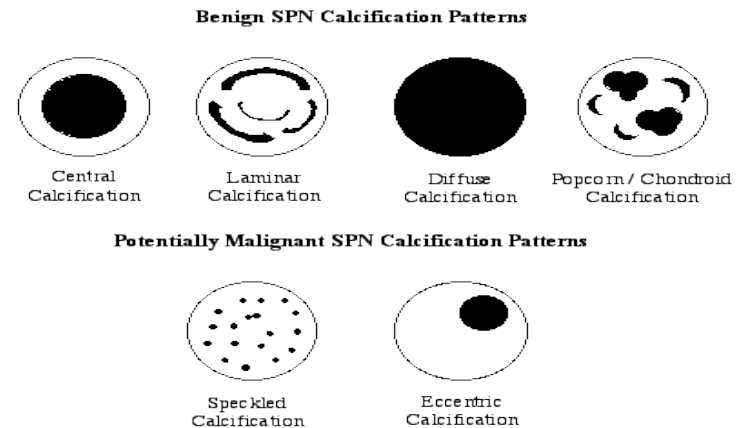 Benign SPN Calcification Patterns
Central
Calcification
Laminar
Calcification
Diffuse
Calcification
Popcorn / Chondroid
Calcification
Potentially Malignant SPN Calcification Patterns
Speckled
Calcification
Eccentric
Calcification